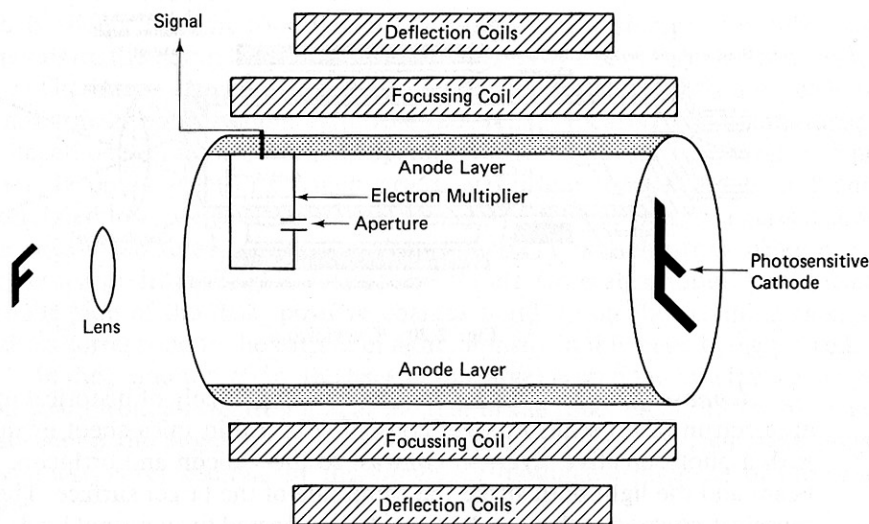 Signal
Deflection Coils
Focussing Coil
Anode Layer
Electron Multiplier
Aperture
Photosensitive
Cathode
Lens
Anode Layer
Focussing Coil
Deflection Coils